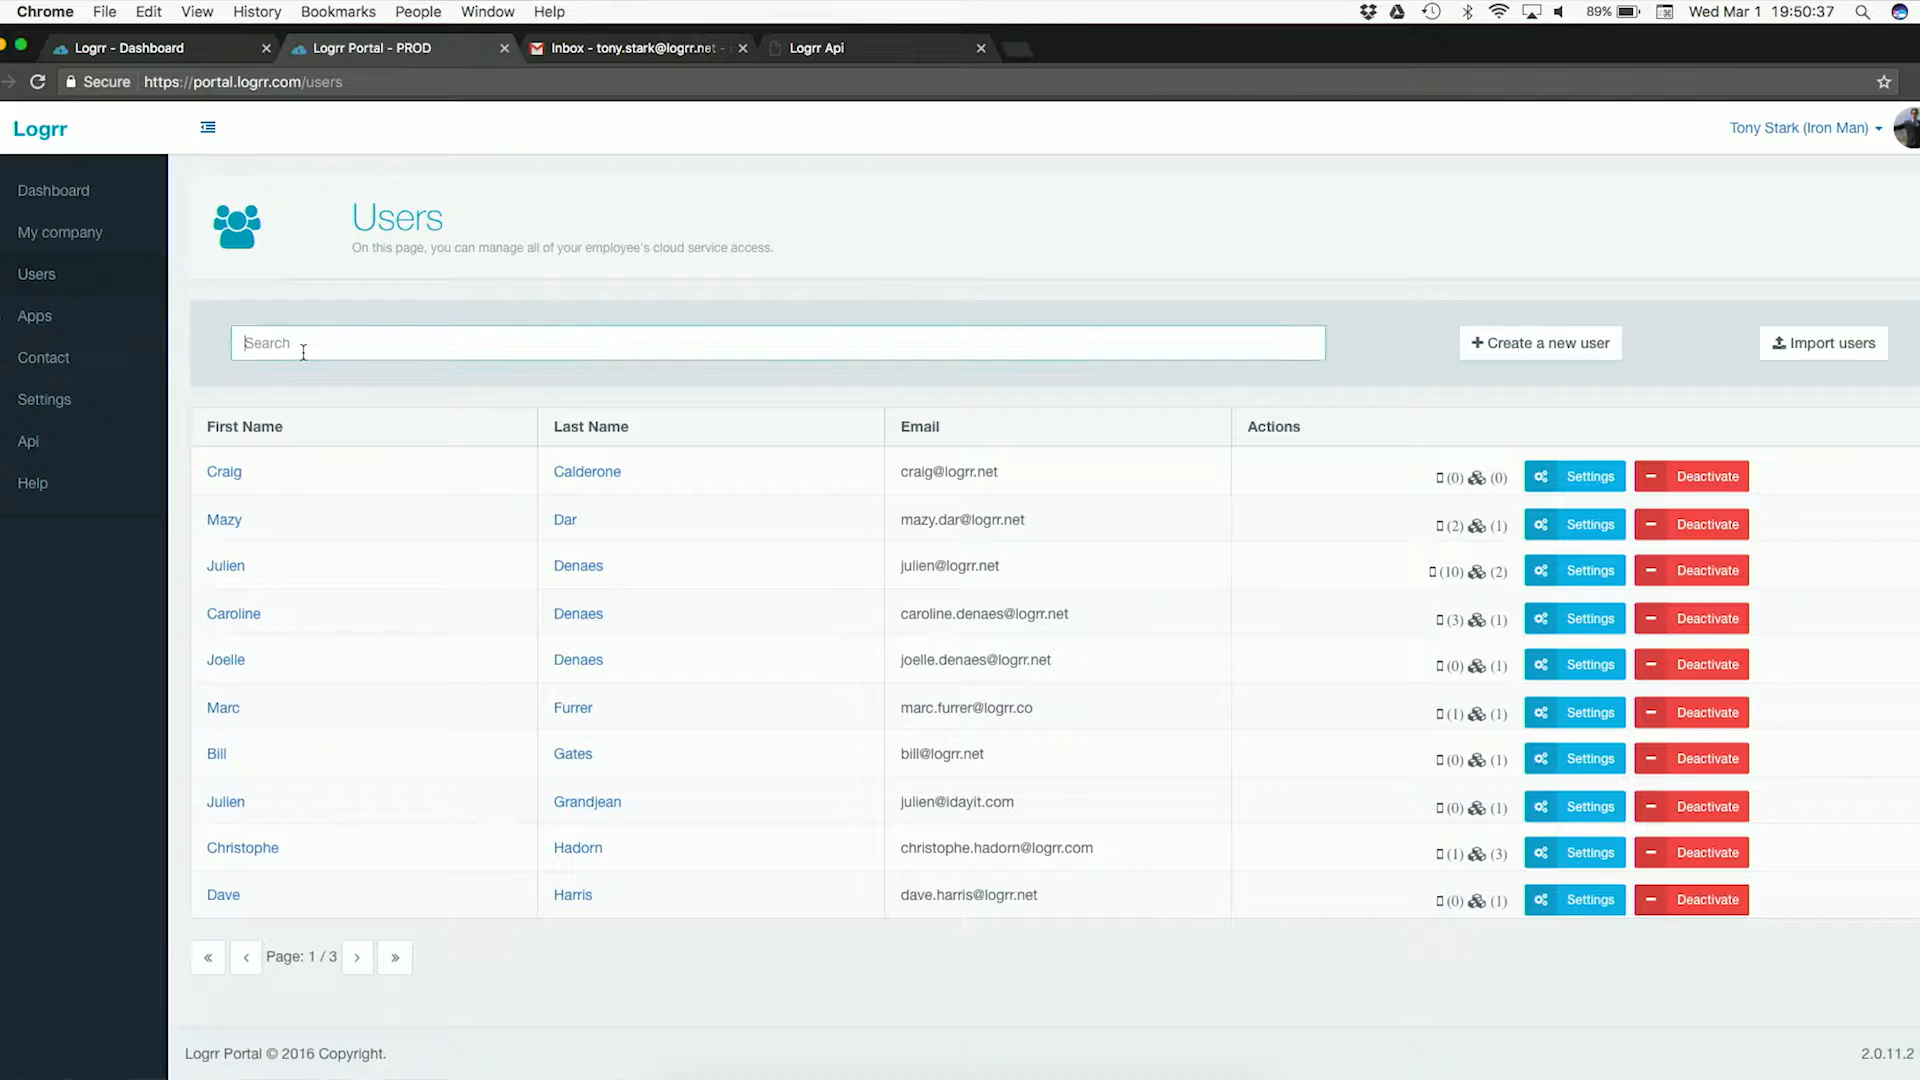 Chrome File Edit View History Bookmarks People Window Help 89% Wed Mar 1 19:50:37
Logrr - Dashboard Logrr Portal - PROD Inbox - tony.stark@logrr.net - Logrr Api
Secure https://portal.logrr.com/users
Logrr Tony Stark (Iron Man)
Dashboard
My company
Users
Apps
Contact
Settings
Api
Help
Users
On this page, you can manage all of your employee's cloud service access.
Search + Create a new user Import users
First Name Last Name Email Actions
Craig Calderone craig@logrr.net (0) (0) Settings Deactivate
Mazy Dar mazy.dar@logrr.net (2) (1) Settings Deactivate
Julien Denaes julien@logrr.net (10) (2) Settings Deactivate
Caroline Denaes caroline.denaes@logrr.net (3) (1) Settings Deactivate
Joelle Denaes joelle.denaes@logrr.net (0) (1) Settings Deactivate
Marc Furrer marc.furrer@logrr.co (1) (1) Settings Deactivate
Bill Gates bill@logrr.net (0) (1) Settings Deactivate
Julien Grandjean julien@idayit.com (0) (1) Settings Deactivate
Christophe Hadorn christophe.hadorn@logrr.com (1) (3) Settings Deactivate
Dave Harris dave.harris@logrr.net (0) (1) Settings Deactivate
« ‹ Page: 1 / 3 › »
Logrr Portal © 2016 Copyright. 2.0.11.2